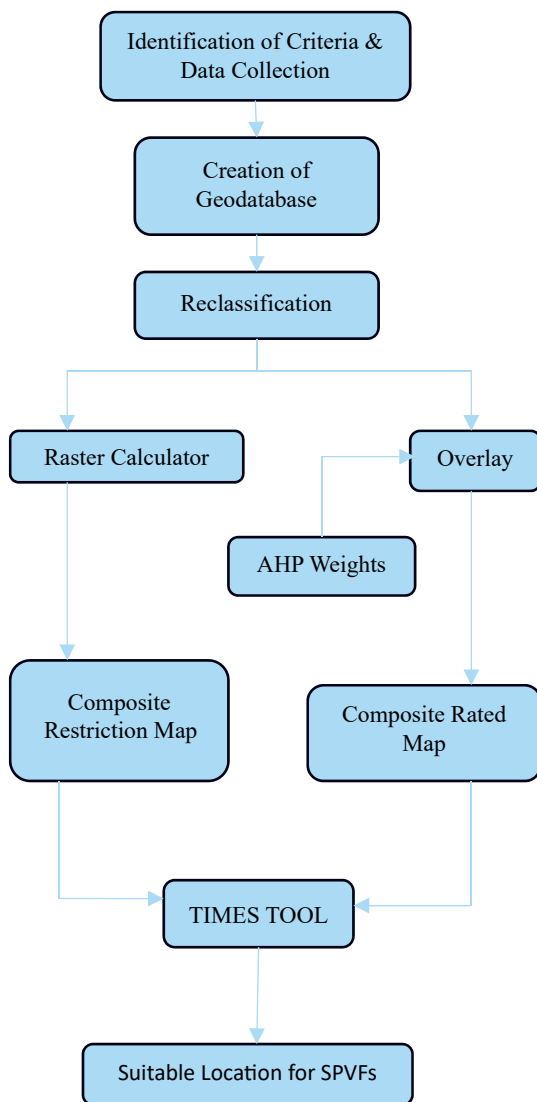 Identification of Criteria &
Data Collection
Creation of
Geodatabase
Reclassification
Raster Calculator
Overlay
AHP Weights
Composite
Restriction Map
Composite Rated
Map
TIMES TOOL
Suitable Location for SPVFs